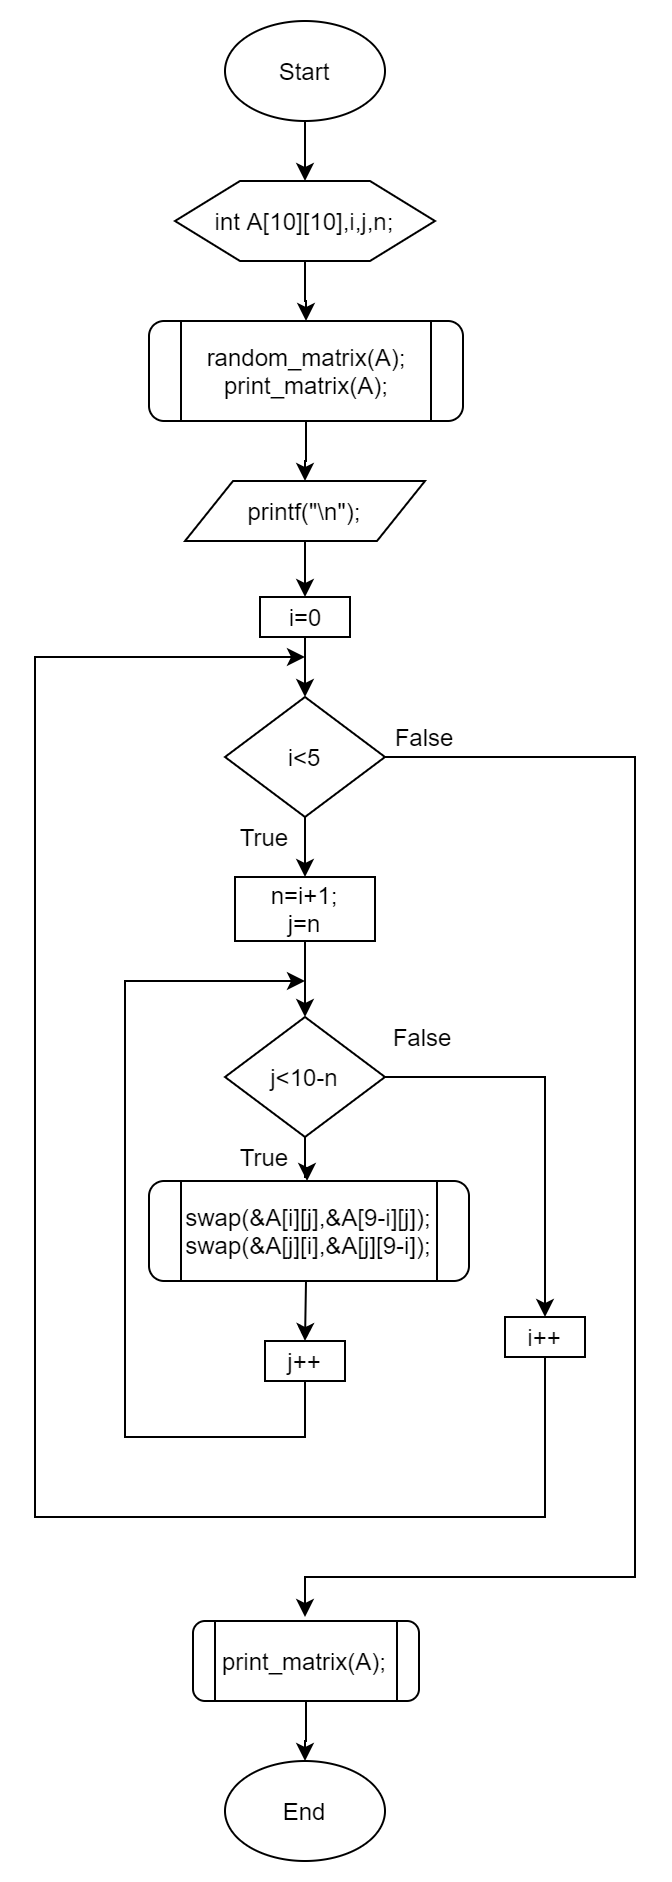 Start
int A[10][10],i,j,n;
random_matrix(A);
print_matrix(A);
printf("\n");
i=0
i<5
False
True
n=i+1;
j=n
j<10-n
False
True
swap(&A[i][j],&A[9-i][j]);
swap(&A[j][i],&A[j][9-i]);
i++
j++
print_matrix(A);
End